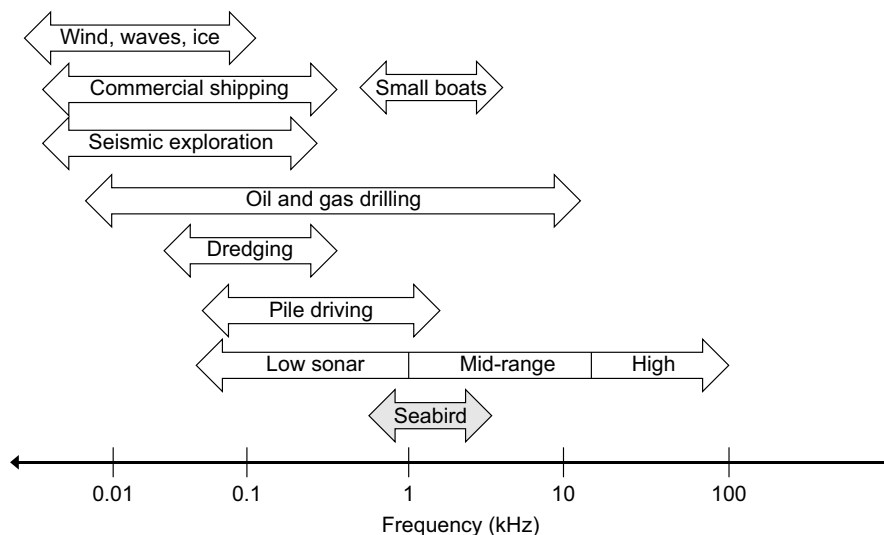 Wind, waves, ice
Commercial shipping
Small boats
Seismic exploration
Oil and gas drilling
Dredging
Pile driving
Low sonar
Mid-range
High
Seabird
0.01
0.1
1
10
100
Frequency (kHz)